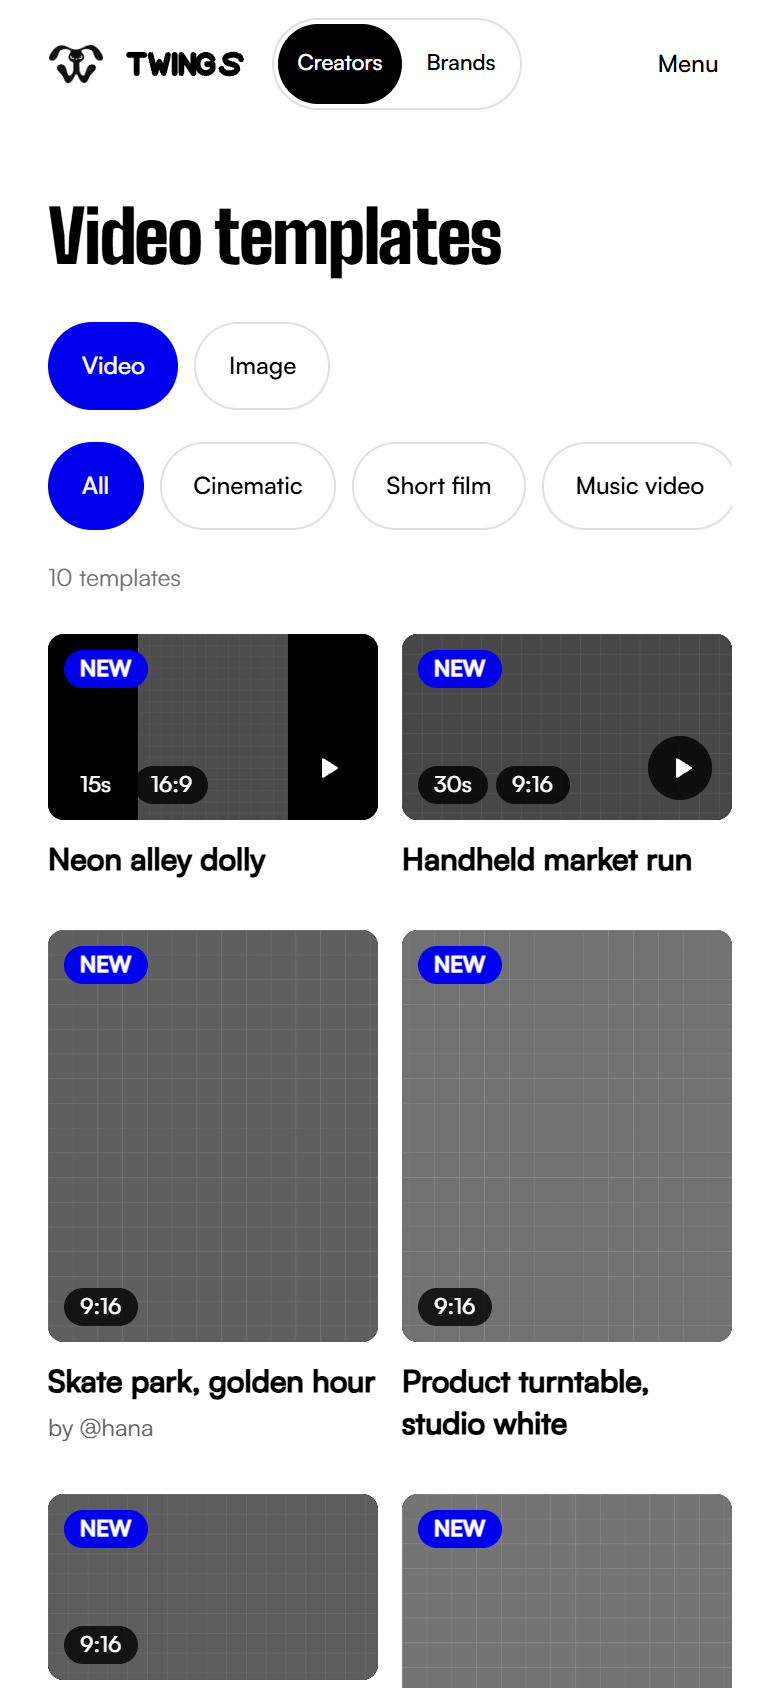 TWINGS
Creators
Brands
Menu
Video templates
Video
Image
All
Cinematic
Short film
Music video
10 templates
NEW
15s
16:9
NEW
30s
9:16
Neon alley dolly
Handheld market run
NEW
9:16
NEW
9:16
Skate park, golden hour
by @hana
Product turntable,
studio white
NEW
9:16
NEW